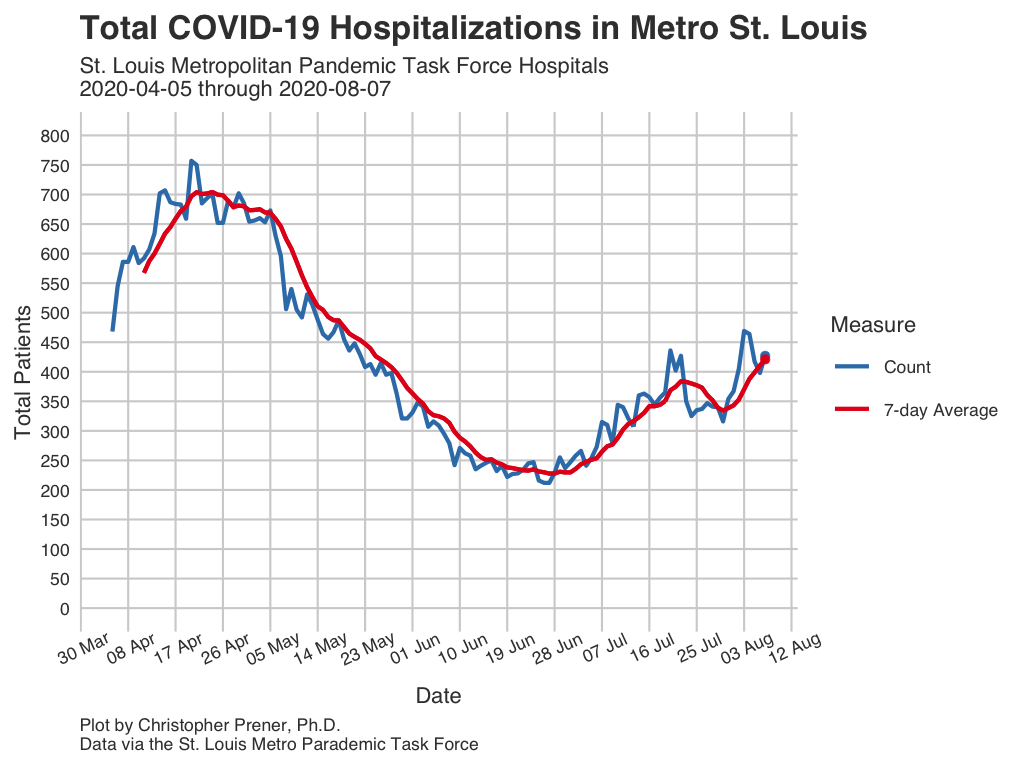 Total COVID-19 Hospitalizations in Metro St. Louis
St. Louis Metropolitan Pandemic Task Force Hospitals
2020-04-05 through 2020-08-07
Total Patients
800
750
700
650
600
550
500
450
400
350
300
250
200
150
100
50
0
30 Mar
08 Apr
17 Apr
26 Apr
05 May
14 May
23 May
01 Jun
10 Jun
19 Jun
28 Jun
07 Jul
16 Jul
25 Jul
03 Aug
12 Aug
Date
Measure
Count
7-day Average
Plot by Christopher Prener, Ph.D.
Data via the St. Louis Metro Parademic Task Force